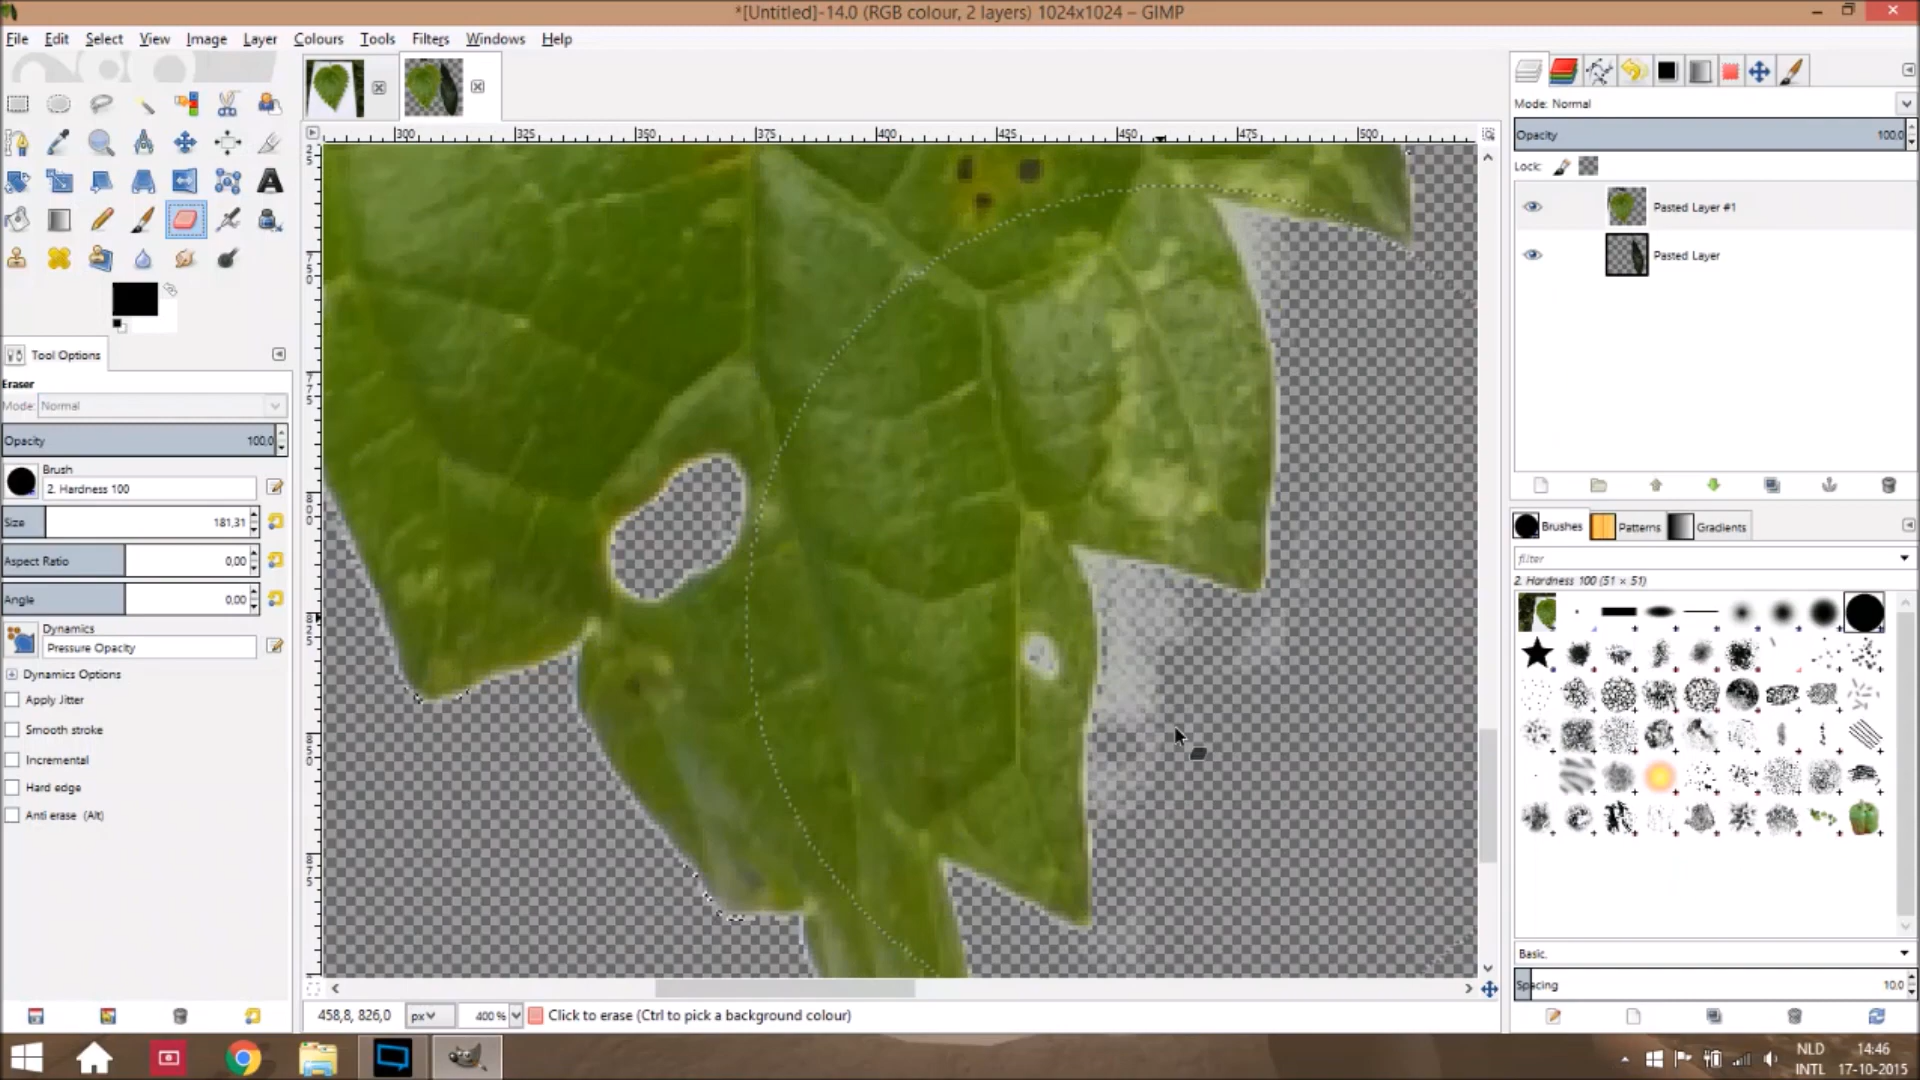 *[Untitled]-14.0 (RGB colour, 2 layers) 1024x1024 – GIMP
File Edit Select View Image Layer Colours Tools Filters Windows Help
300 325 350 375 400 425 450 475 500
Mode: Normal
Opacity 100,0
Lock:
Pasted Layer #1
Pasted Layer
Tool Options
Eraser
Mode: Normal
Opacity 100,0
Brush
2. Hardness 100
Size 181,31
Aspect Ratio 0,00
Angle 0,00
Dynamics
Pressure Opacity
Dynamics Options
Apply Jitter
Smooth stroke
Incremental
Hard edge
Anti erase (Alt)
Brushes Patterns Gradients
filter
2. Hardness 100 (51 × 51)
Basic.
Spacing 10,0
458,8, 826,0 px 400 % Click to erase (Ctrl to pick a background colour)
NLD 14:46
INTL 17-10-2015